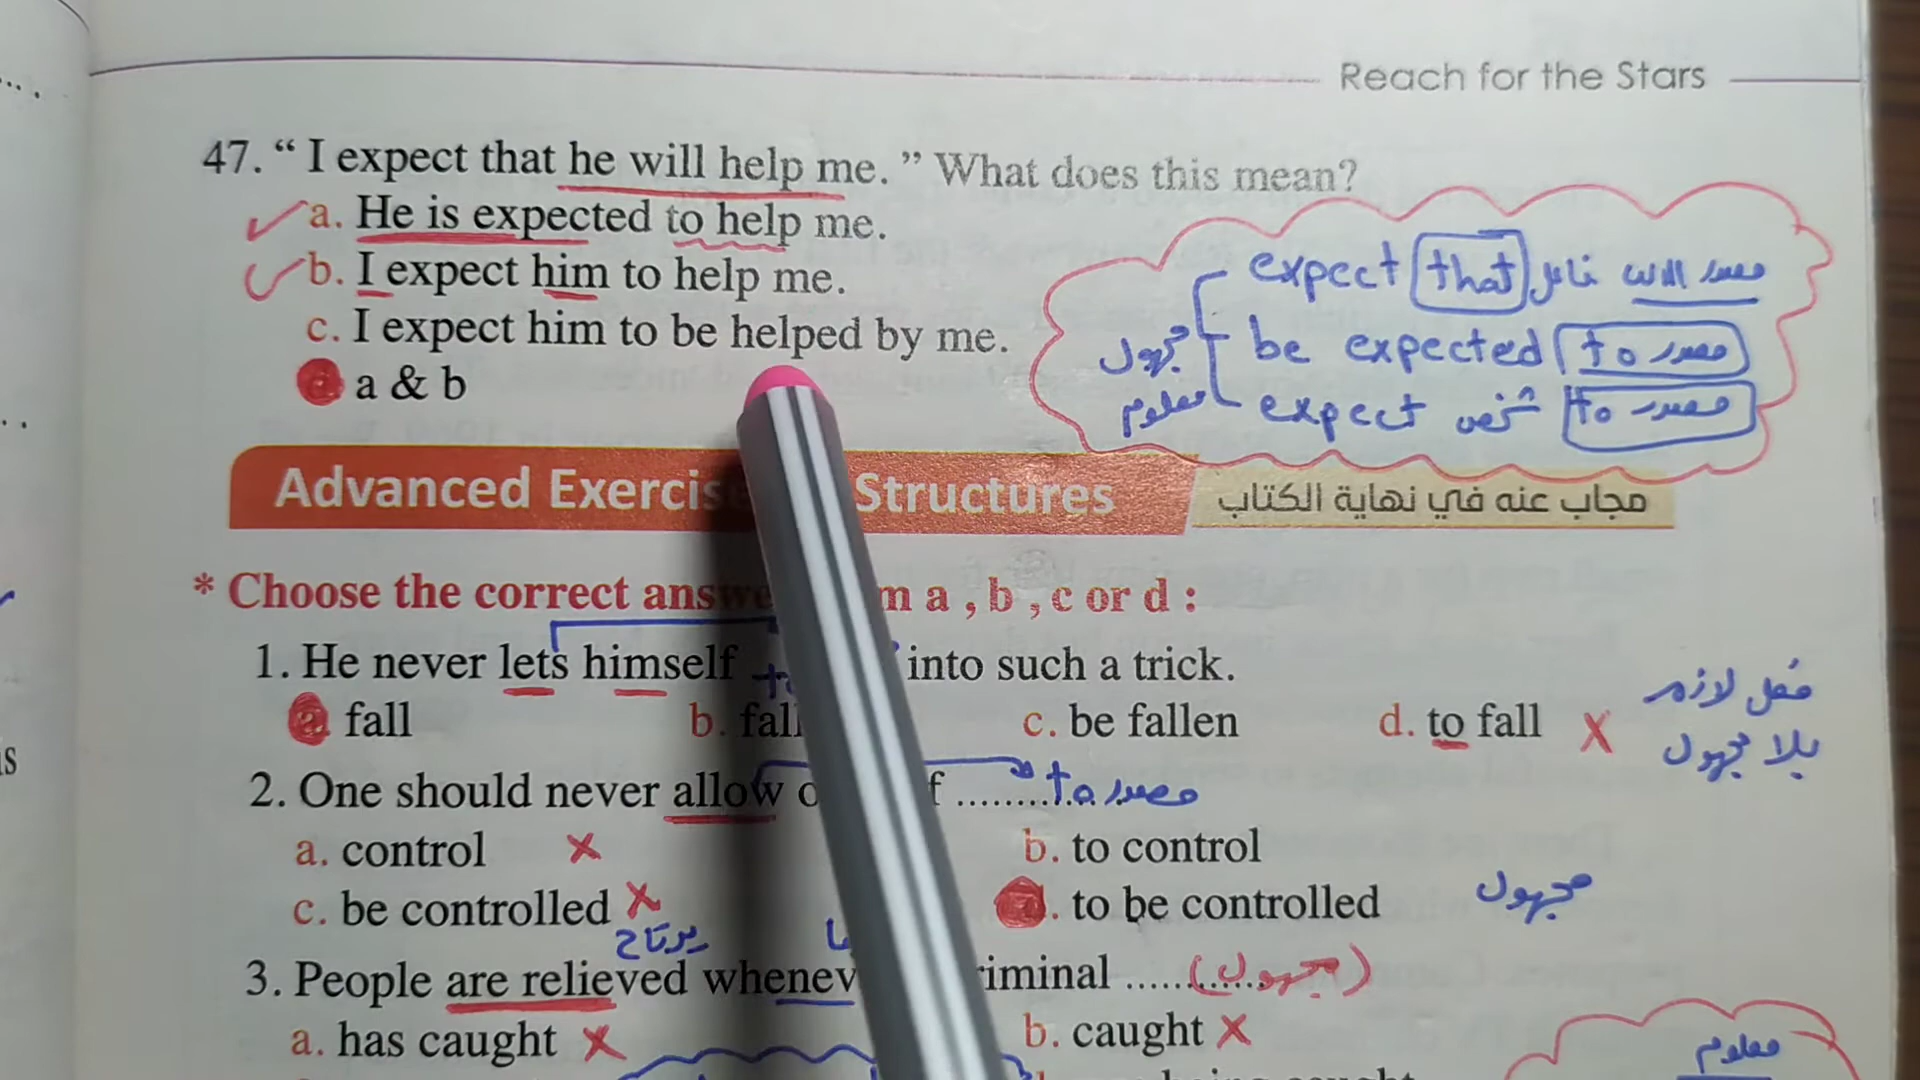 Reach for the Stars
47. “ I expect that he will help me. ” What does this mean?
a. He is expected to help me.
b. I expect him to help me.
c. I expect him to be helped by me.
a & b
expect that فاعل will مصدر
مجهول be expected to مصدر
معلوم expect شخص to مصدر
Advanced Exercis Structures
مجاب عنه في نهاية الكتاب
* Choose the correct answe m a , b , c or d :
1. He never lets himself into such a trick.
a. fall b. fall c. be fallen d. to fall X
فعل لازم
بلا مجهول
2. One should never allow o f .......... to مصدر
a. control X b. to control
c. be controlled X d. to be controlled مجهول
يرتاح
3. People are relieved whenev riminal ..... (مجهول)
a. has caught X b. caught X
معلوم